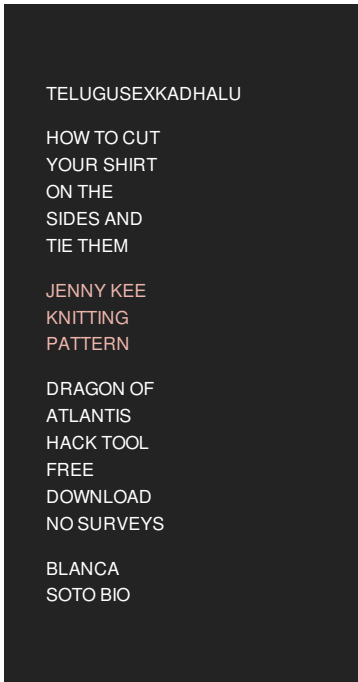 TELUGUSEXKADHALU
HOW TO CUT
YOUR SHIRT
ON THE
SIDES AND
TIE THEM
JENNY KEE
KNITTING
PATTERN
DRAGON OF
ATLANTIS
HACK TOOL
FREE
DOWNLOAD
NO SURVEYS
BLANCA
SOTO BIO